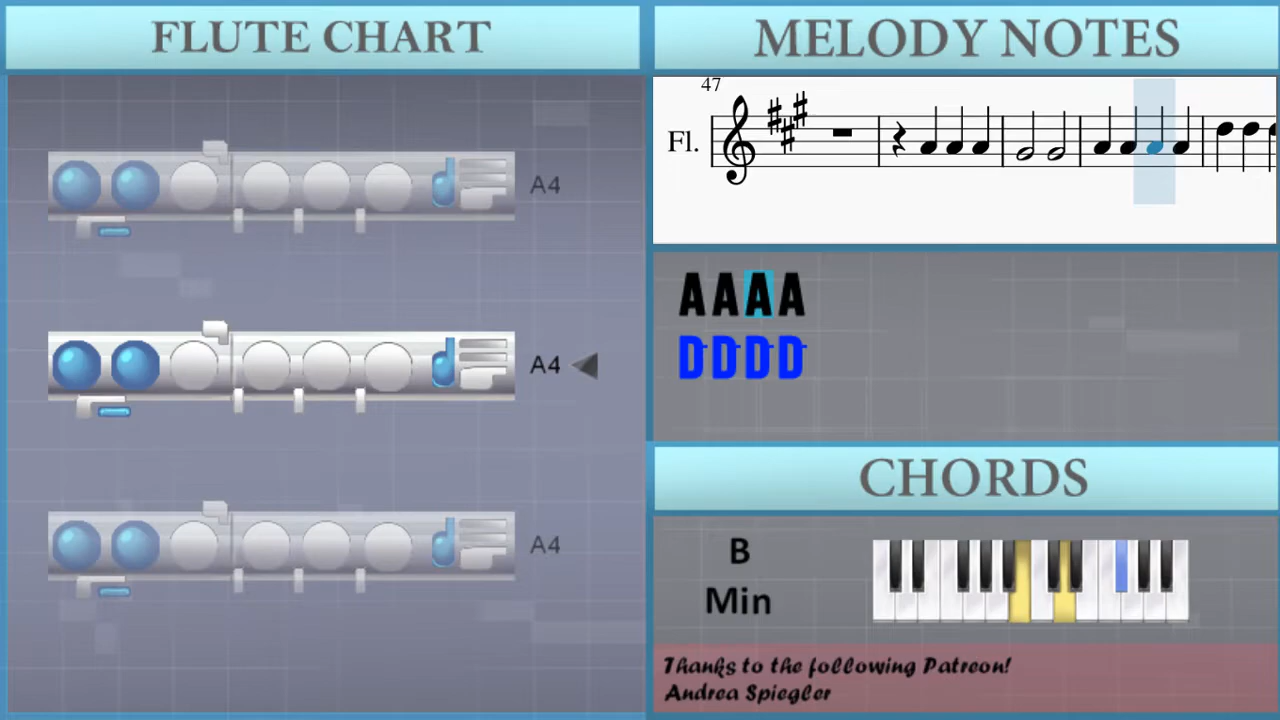 FLUTE CHART
A4
A4
A4
MELODY NOTES
47
Fl.
AAAA
DDDD
CHORDS
B
Min
Thanks to the following Patreon!
Andrea Spiegler